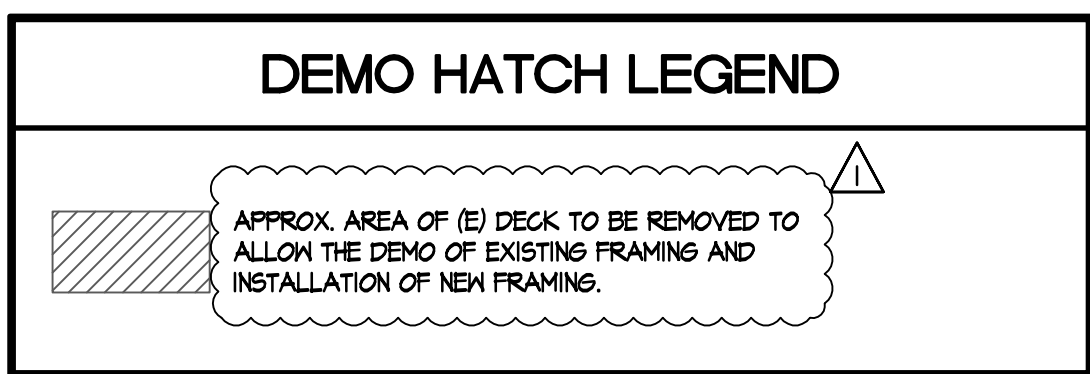 DEMO HATCH LEGEND
1
APPROX. AREA OF (E) DECK TO BE REMOVED TO
ALLOW THE DEMO OF EXISTING FRAMING AND
INSTALLATION OF NEW FRAMING.